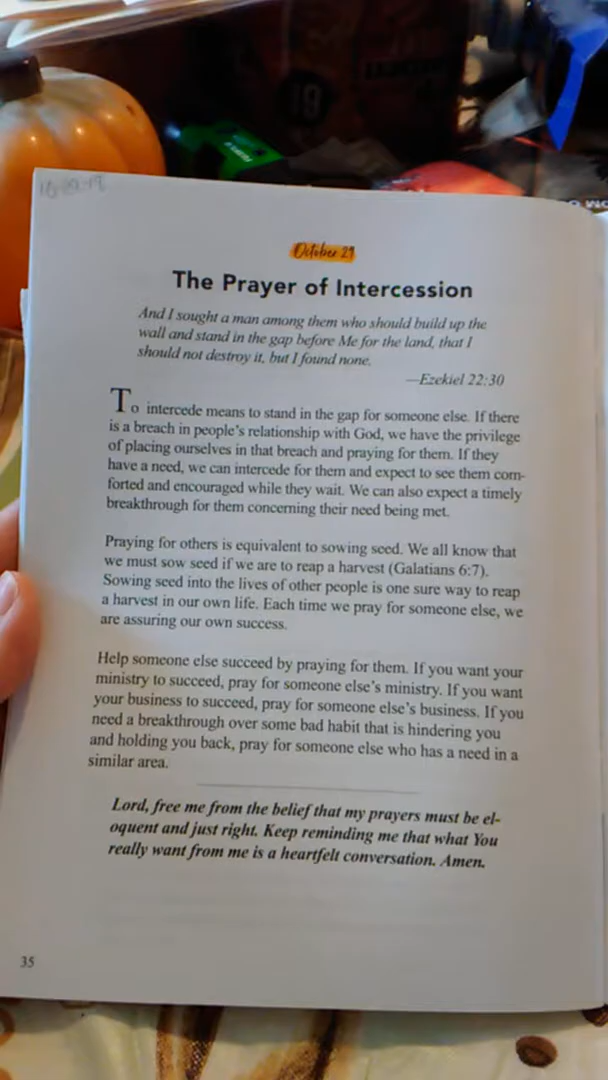 19
10-29-19
October 29
The Prayer of Intercession
And I sought a man among them who should build up the
wall and stand in the gap before Me for the land, that I
should not destroy it, but I found none.
—Ezekiel 22:30
To intercede means to stand in the gap for someone else. If there
is a breach in people's relationship with God, we have the privilege
of placing ourselves in that breach and praying for them. If they
have a need, we can intercede for them and expect to see them com-
forted and encouraged while they wait. We can also expect a timely
breakthrough for them concerning their need being met.
Praying for others is equivalent to sowing seed. We all know that
we must sow seed if we are to reap a harvest (Galatians 6:7).
Sowing seed into the lives of other people is one sure way to reap
a harvest in our own life. Each time we pray for someone else, we
are assuring our own success.
Help someone else succeed by praying for them. If you want your
ministry to succeed, pray for someone else's ministry. If you want
your business to succeed, pray for someone else's business. If you
need a breakthrough over some bad habit that is hindering you
and holding you back, pray for someone else who has a need in a
similar area.
Lord, free me from the belief that my prayers must be el-
oquent and just right. Keep reminding me that what You
really want from me is a heartfelt conversation. Amen.
35